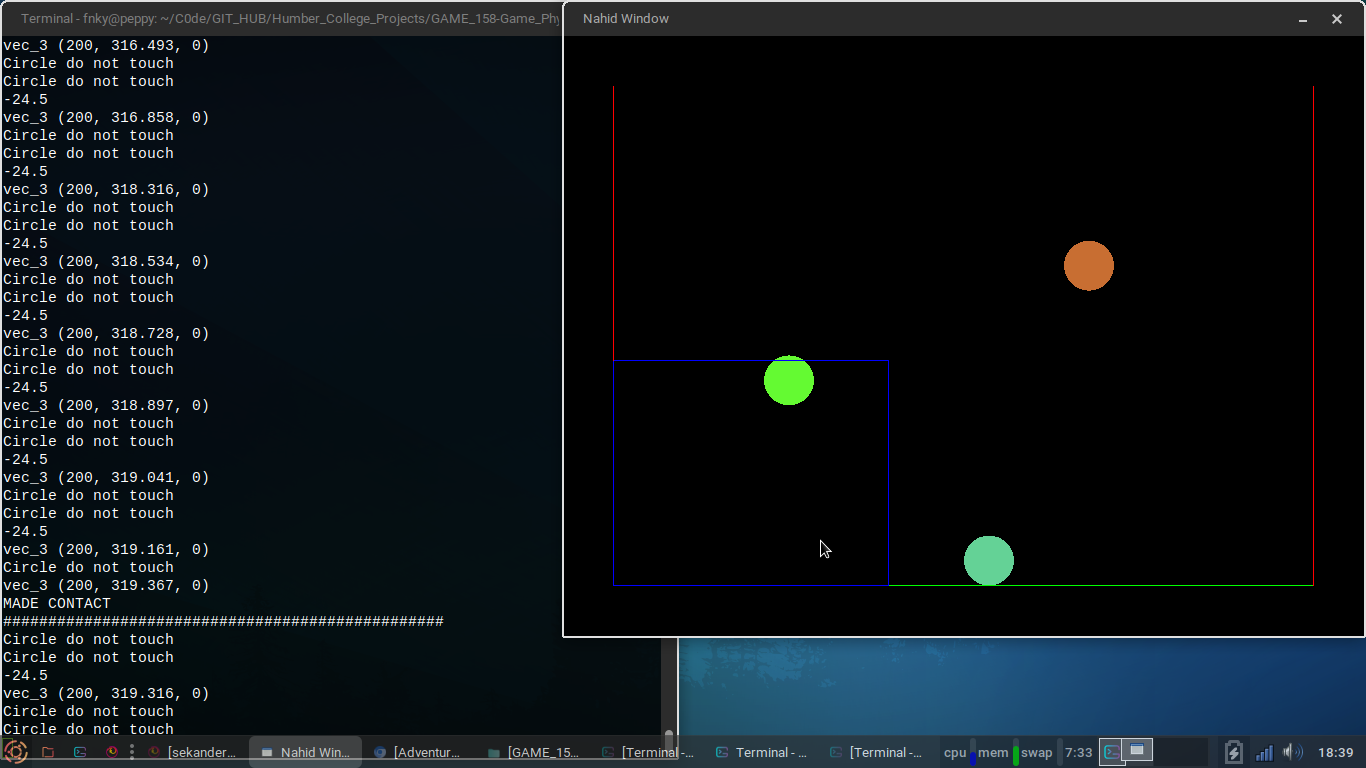 Terminal - fnky@peppy: ~/C0de/GIT_HUB/Humber_College_Projects/GAME_158-Game_Phy
Nahid Window
vec_3 (200, 316.493, 0)
Circle do not touch
Circle do not touch
-24.5
vec_3 (200, 316.858, 0)
Circle do not touch
Circle do not touch
-24.5
vec_3 (200, 318.316, 0)
Circle do not touch
Circle do not touch
-24.5
vec_3 (200, 318.534, 0)
Circle do not touch
Circle do not touch
-24.5
vec_3 (200, 318.728, 0)
Circle do not touch
Circle do not touch
-24.5
vec_3 (200, 318.897, 0)
Circle do not touch
Circle do not touch
-24.5
vec_3 (200, 319.041, 0)
Circle do not touch
Circle do not touch
-24.5
vec_3 (200, 319.161, 0)
Circle do not touch
vec_3 (200, 319.367, 0)
MADE CONTACT
#################################################
Circle do not touch
Circle do not touch
-24.5
vec_3 (200, 319.316, 0)
Circle do not touch
Circle do not touch
[sekander... Nahid Win... [Adventur... [GAME_15... [Terminal -... Terminal - ... [Terminal -... cpu mem swap 7:33 18:39